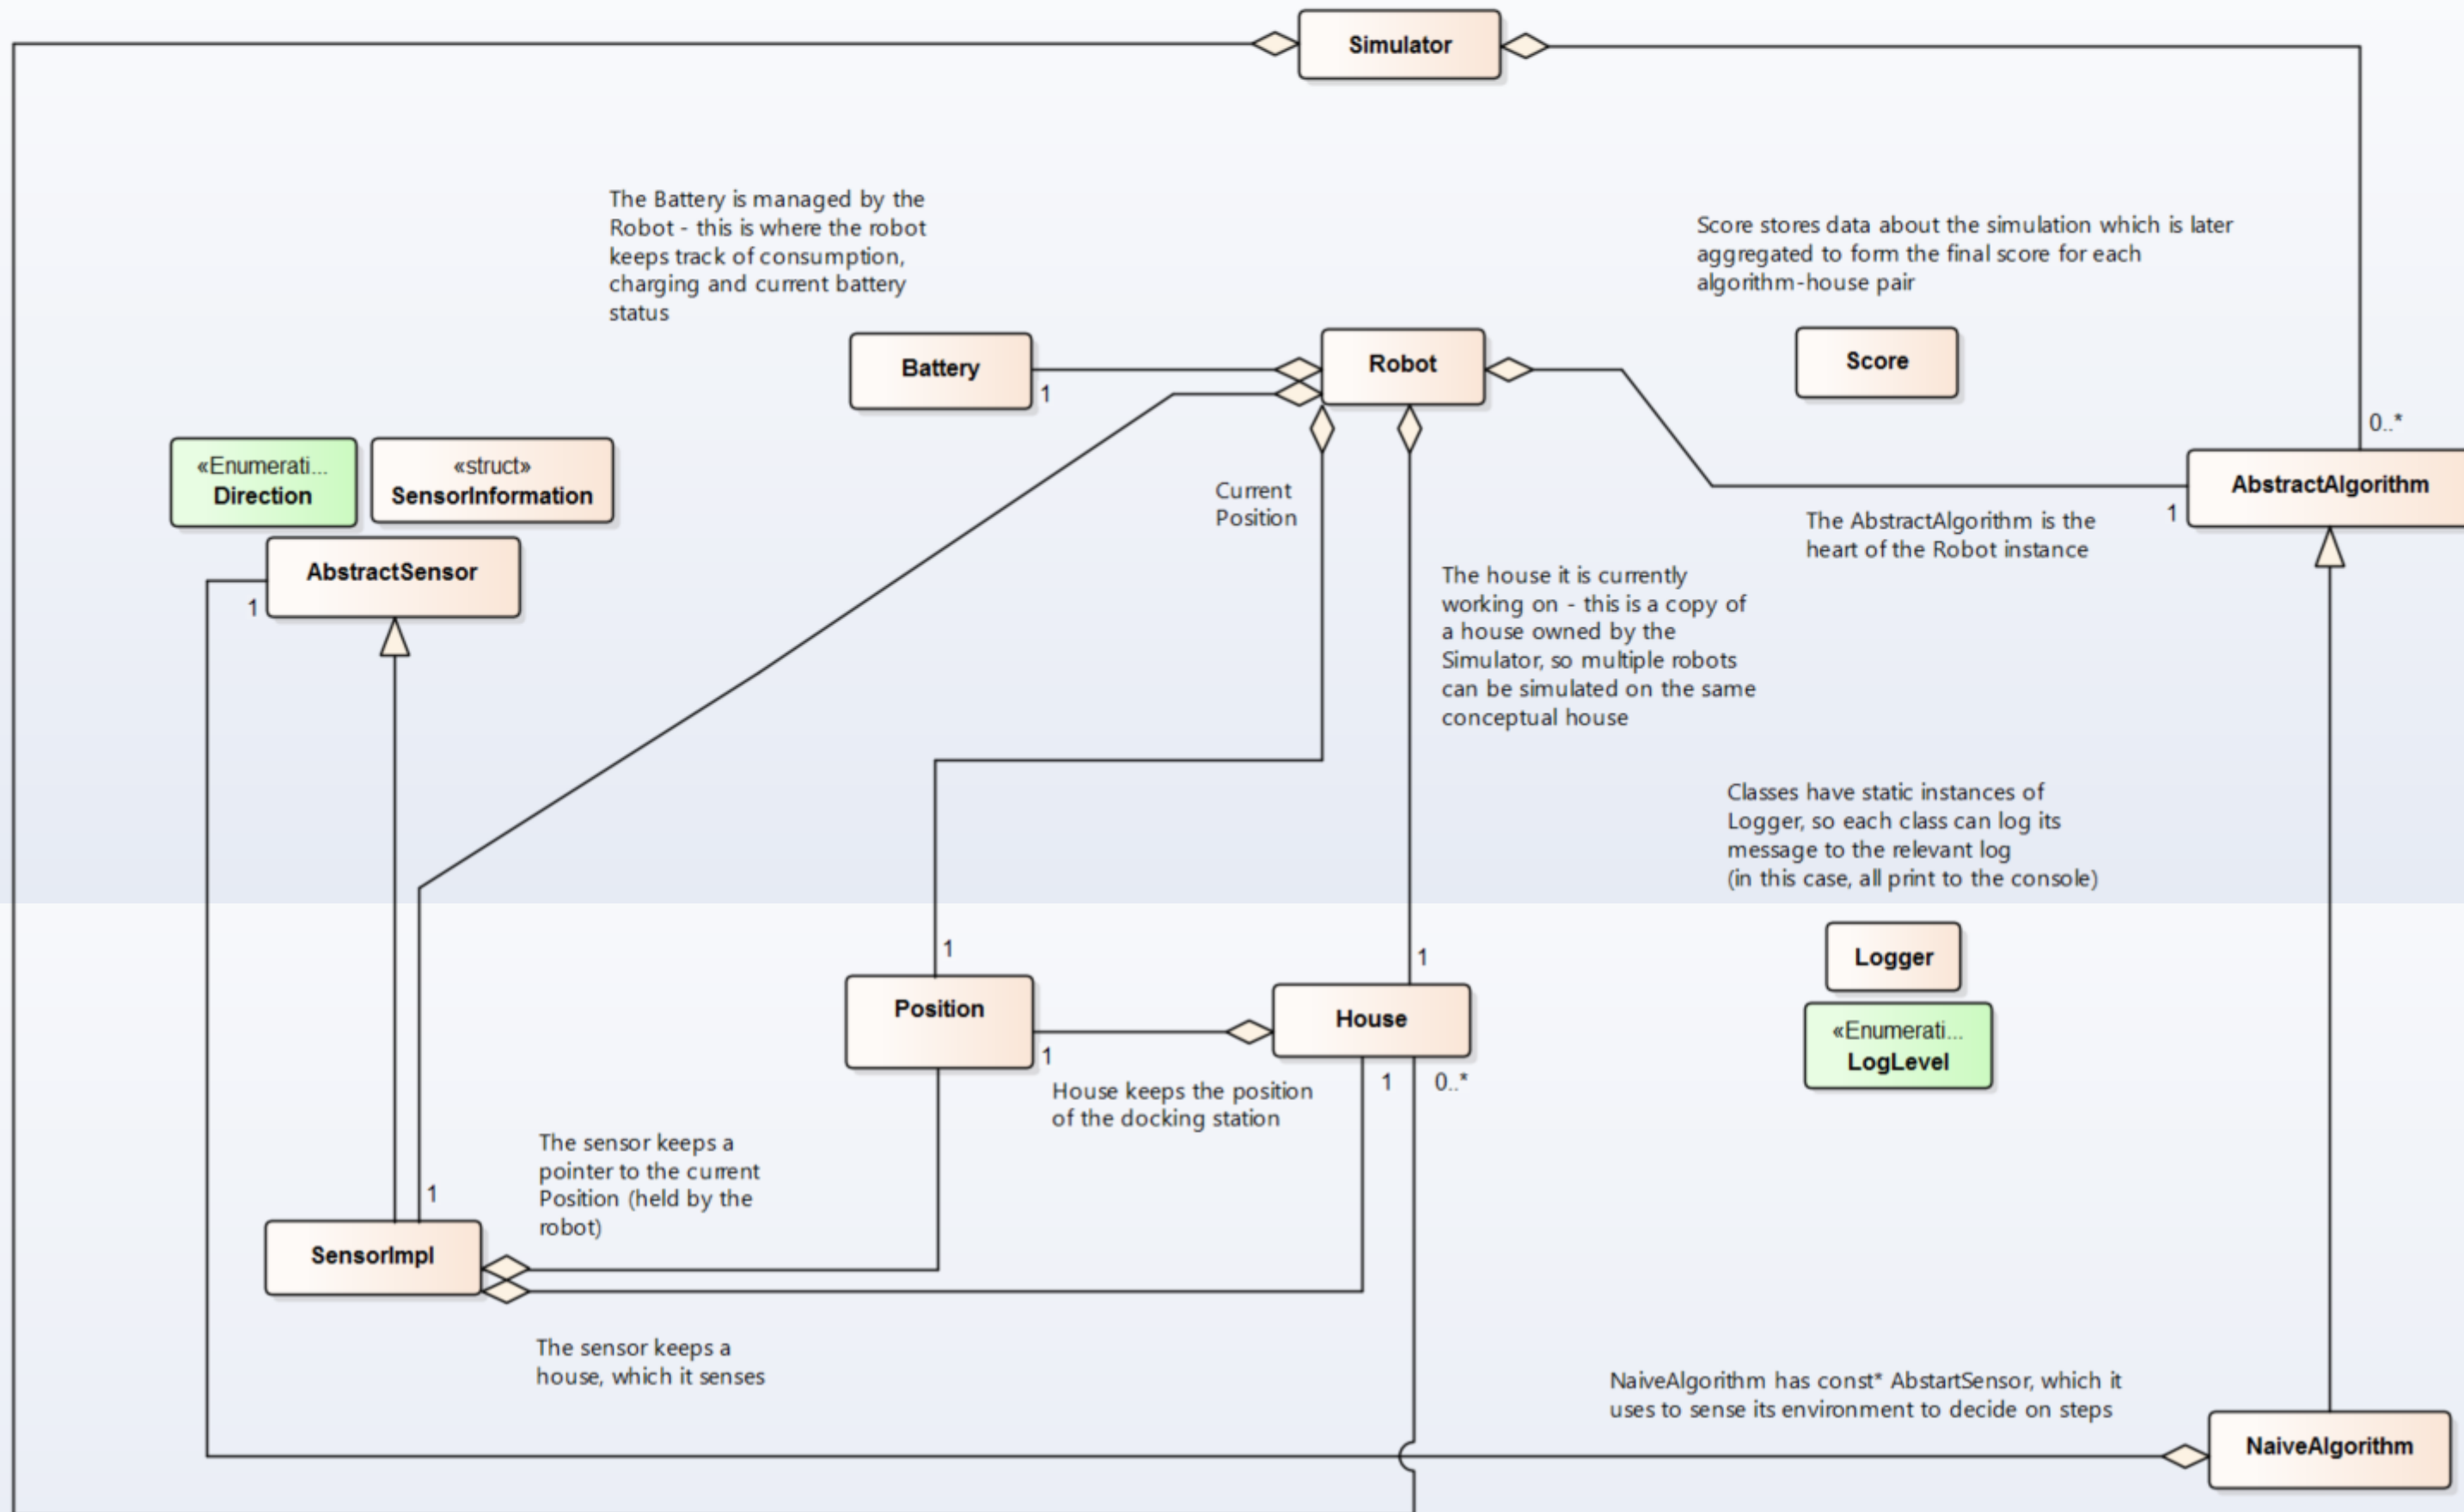 Simulator
The Battery is managed by the
Robot - this is where the robot
keeps track of consumption,
charging and current battery
status
Score stores data about the simulation which is later
aggregated to form the final score for each
algorithm-house pair
Battery
1
Robot
Score
0..*
«Enumerati...
Direction
«struct»
SensorInformation
AbstractSensor
1
Current
Position
AbstractAlgorithm
1
The AbstractAlgorithm is the
heart of the Robot instance
The house it is currently
working on - this is a copy of
a house owned by the
Simulator, so multiple robots
can be simulated on the same
conceptual house
Classes have static instances of
Logger, so each class can log its
message to the relevant log
(in this case, all print to the console)
1
1
Position
1
House
1
0..*
Logger
«Enumerati...
LogLevel
House keeps the position
of the docking station
The sensor keeps a
pointer to the current
Position (held by the
robot)
1
SensorImpl
The sensor keeps a
house, which it senses
NaiveAlgorithm has const* AbstartSensor, which it
uses to sense its environment to decide on steps
NaiveAlgorithm